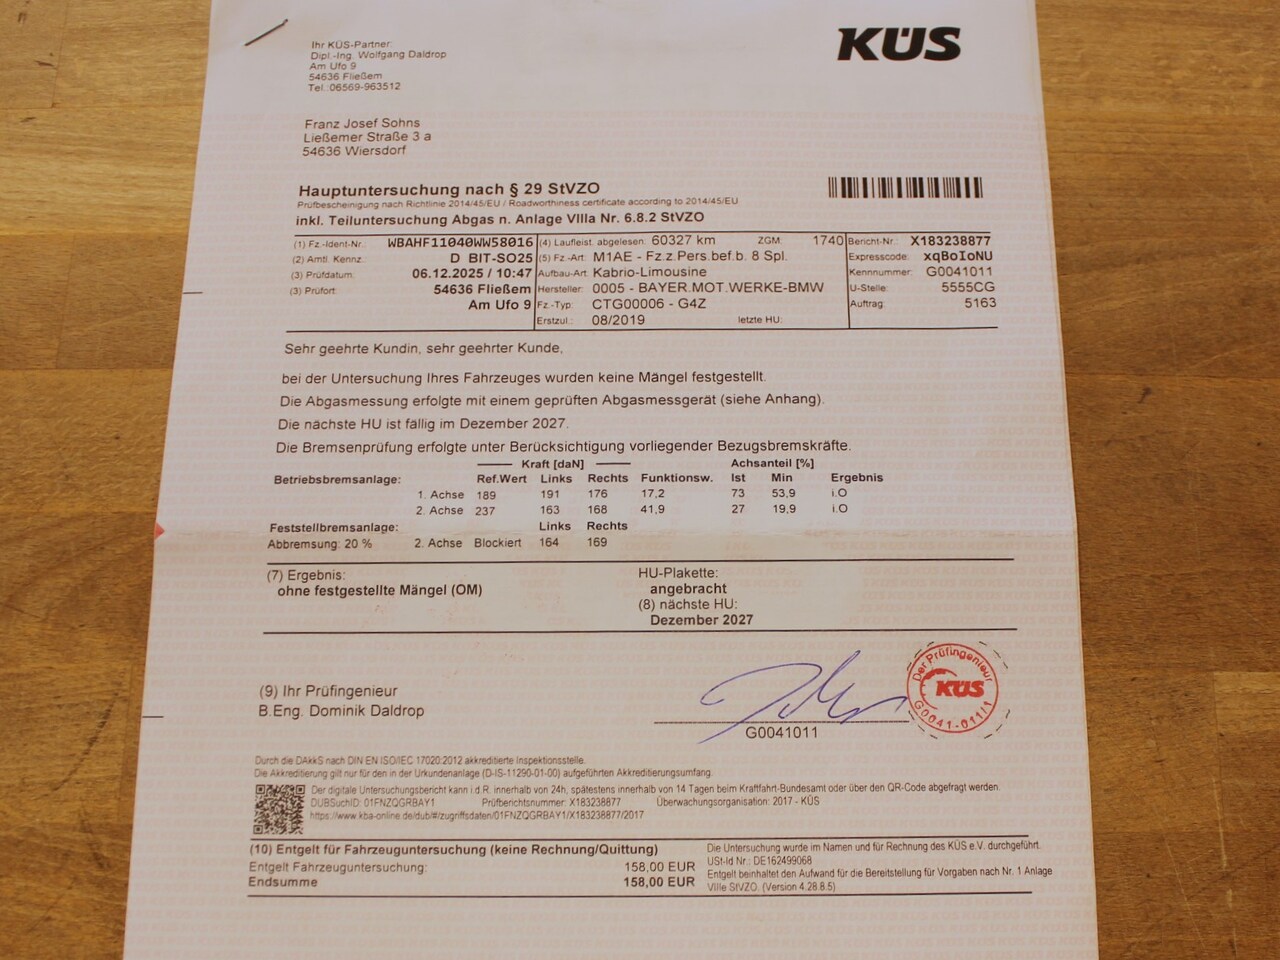 KÜS
Ihr KÜS-Partner:
Dipl.-Ing. Wolfgang Daldrop
Am Ufo 9
54636 Fließem
Tel.:06569-963512
Franz Josef Sohns
Ließemer Straße 3 a
54636 Wiersdorf
Hauptuntersuchung nach § 29 StVZO
Prüfbescheinigung nach Richtlinie 2014/45/EU / Roadworthiness certificate according to 2014/45/EU
inkl. Teiluntersuchung Abgas n. Anlage VIIIa Nr. 6.8.2 StVZO
(1) Fz.-Ident-Nr.: WBAHF11040WW58016 (4) Laufleist. abgelesen: 60327 km ZGM: 1740 Bericht-Nr.: X183238877
(2) Amtl. Kennz.: D BIT-SO25 (5) Fz.-Art: M1AE - Fz.z.Pers.bef.b. 8 Spl. Expresscode: xqBoIoNU
(3) Prüfdatum: 06.12.2025 / 10:47 Aufbau-Art: Kabrio-Limousine Kennnummer: G0041011
(3) Prüfort: 54636 Fließem Hersteller: 0005 - BAYER.MOT.WERKE-BMW U-Stelle: 5555CG
Am Ufo 9 Fz.-Typ: CTG00006 - G4Z Auftrag: 5163
Erstzul.: 08/2019 letzte HU:
Sehr geehrte Kundin, sehr geehrter Kunde,
bei der Untersuchung Ihres Fahrzeuges wurden keine Mängel festgestellt.
Die Abgasmessung erfolgte mit einem geprüften Abgasmessgerät (siehe Anhang).
Die nächste HU ist fällig im Dezember 2027.
Die Bremsenprüfung erfolgte unter Berücksichtigung vorliegender Bezugsbremskräfte.
Kraft [daN] Achsanteil [%]
Betriebsbremsanlage: Ref.Wert Links Rechts Funktionsw. Ist Min Ergebnis
1. Achse 189 191 176 17,2 73 53,9 i.O
2. Achse 237 163 168 41,9 27 19,9 i.O
Feststellbremsanlage: Links Rechts
Abbremsung: 20 % 2. Achse Blockiert 164 169
(7) Ergebnis: HU-Plakette:
ohne festgestellte Mängel (OM) angebracht
(8) nächste HU:
Dezember 2027
(9) Ihr Prüfingenieur
B.Eng. Dominik Daldrop
G0041011
Der Prüfingenieur
KÜS
G0041-011/1
Durch die DAkkS nach DIN EN ISO/IEC 17020:2012 akkreditierte Inspektionsstelle.
Die Akkreditierung gilt nur für den in der Urkundenanlage (D-IS-11290-01-00) aufgeführten Akkreditierungsumfang.
Der digitale Untersuchungsbericht kann i.d.R. innerhalb von 24h, spätestens innerhalb von 14 Tagen beim Kraftfahrt-Bundesamt oder über den QR-Code abgefragt werden.
DUBSuchID: 01FNZQGRBAY1 Prüfberichtsnummer: X183238877 Überwachungsorganisation: 2017 - KÜS
https://www.kba-online.de/dub/#/zugriffsdaten/01FNZQGRBAY1/X183238877/2017
(10) Entgelt für Fahrzeuguntersuchung (keine Rechnung/Quittung)
Entgelt Fahrzeuguntersuchung: 158,00 EUR
Endsumme 158,00 EUR
Die Untersuchung wurde im Namen und für Rechnung des KÜS e.V. durchgeführt.
USt-Id Nr.: DE162499068
Entgelt beinhaltet den Aufwand für die Bereitstellung für Vorgaben nach Nr. 1 Anlage
VIIIe StVZO. (Version 4.28.8.5)